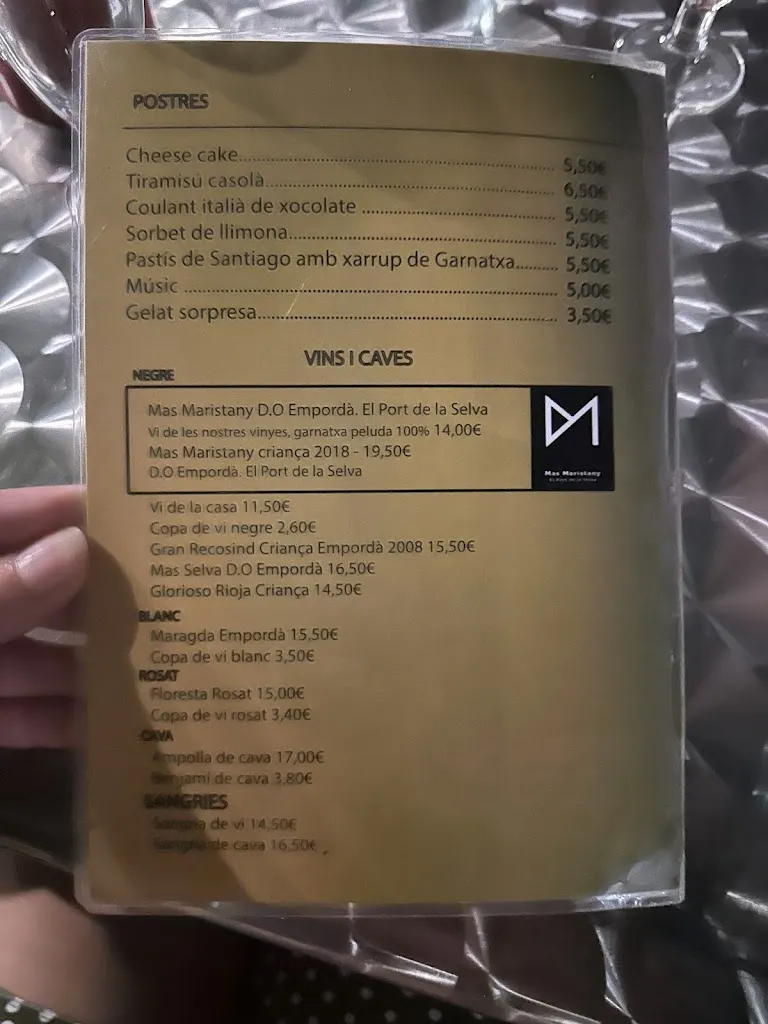 POSTRES
Cheese cake........ 5,50€
Tiramisú casolà........ 6,50€
Coulant italià de xocolate ........ 5,50€
Sorbet de llimona........ 5,50€
Pastís de Santiago amb xarrup de Garnatxa........ 5,50€
Músic ........ 5,00€
Gelat sorpresa........ 3,50€
VINS I CAVES
NEGRE
Mas Maristany D.O Empordà. El Port de la Selva
Vi de les nostres vinyes, garnatxa peluda 100% 14,00€
Mas Maristany criança 2018 - 19,50€
D.O Empordà. El Port de la Selva
Mas Maristany
El Port de la Selva
Vi de la casa 11,50€
Copa de vi negre 2,60€
Gran Recosind Criança Empordà 2008 15,50€
Mas Selva D.O Empordà 16,50€
Glorioso Rioja Criança 14,50€
BLANC
Maragda Empordà 15,50€
Copa de vi blanc 3,50€
ROSAT
Floresta Rosat 15,00€
Copa de vi rosat 3,40€
CAVA
Ampolla de cava 17,00€
Benjamí de cava 3,80€
SANGRIES
Sangria de vi 14,50€
Sangria de cava 16,50€